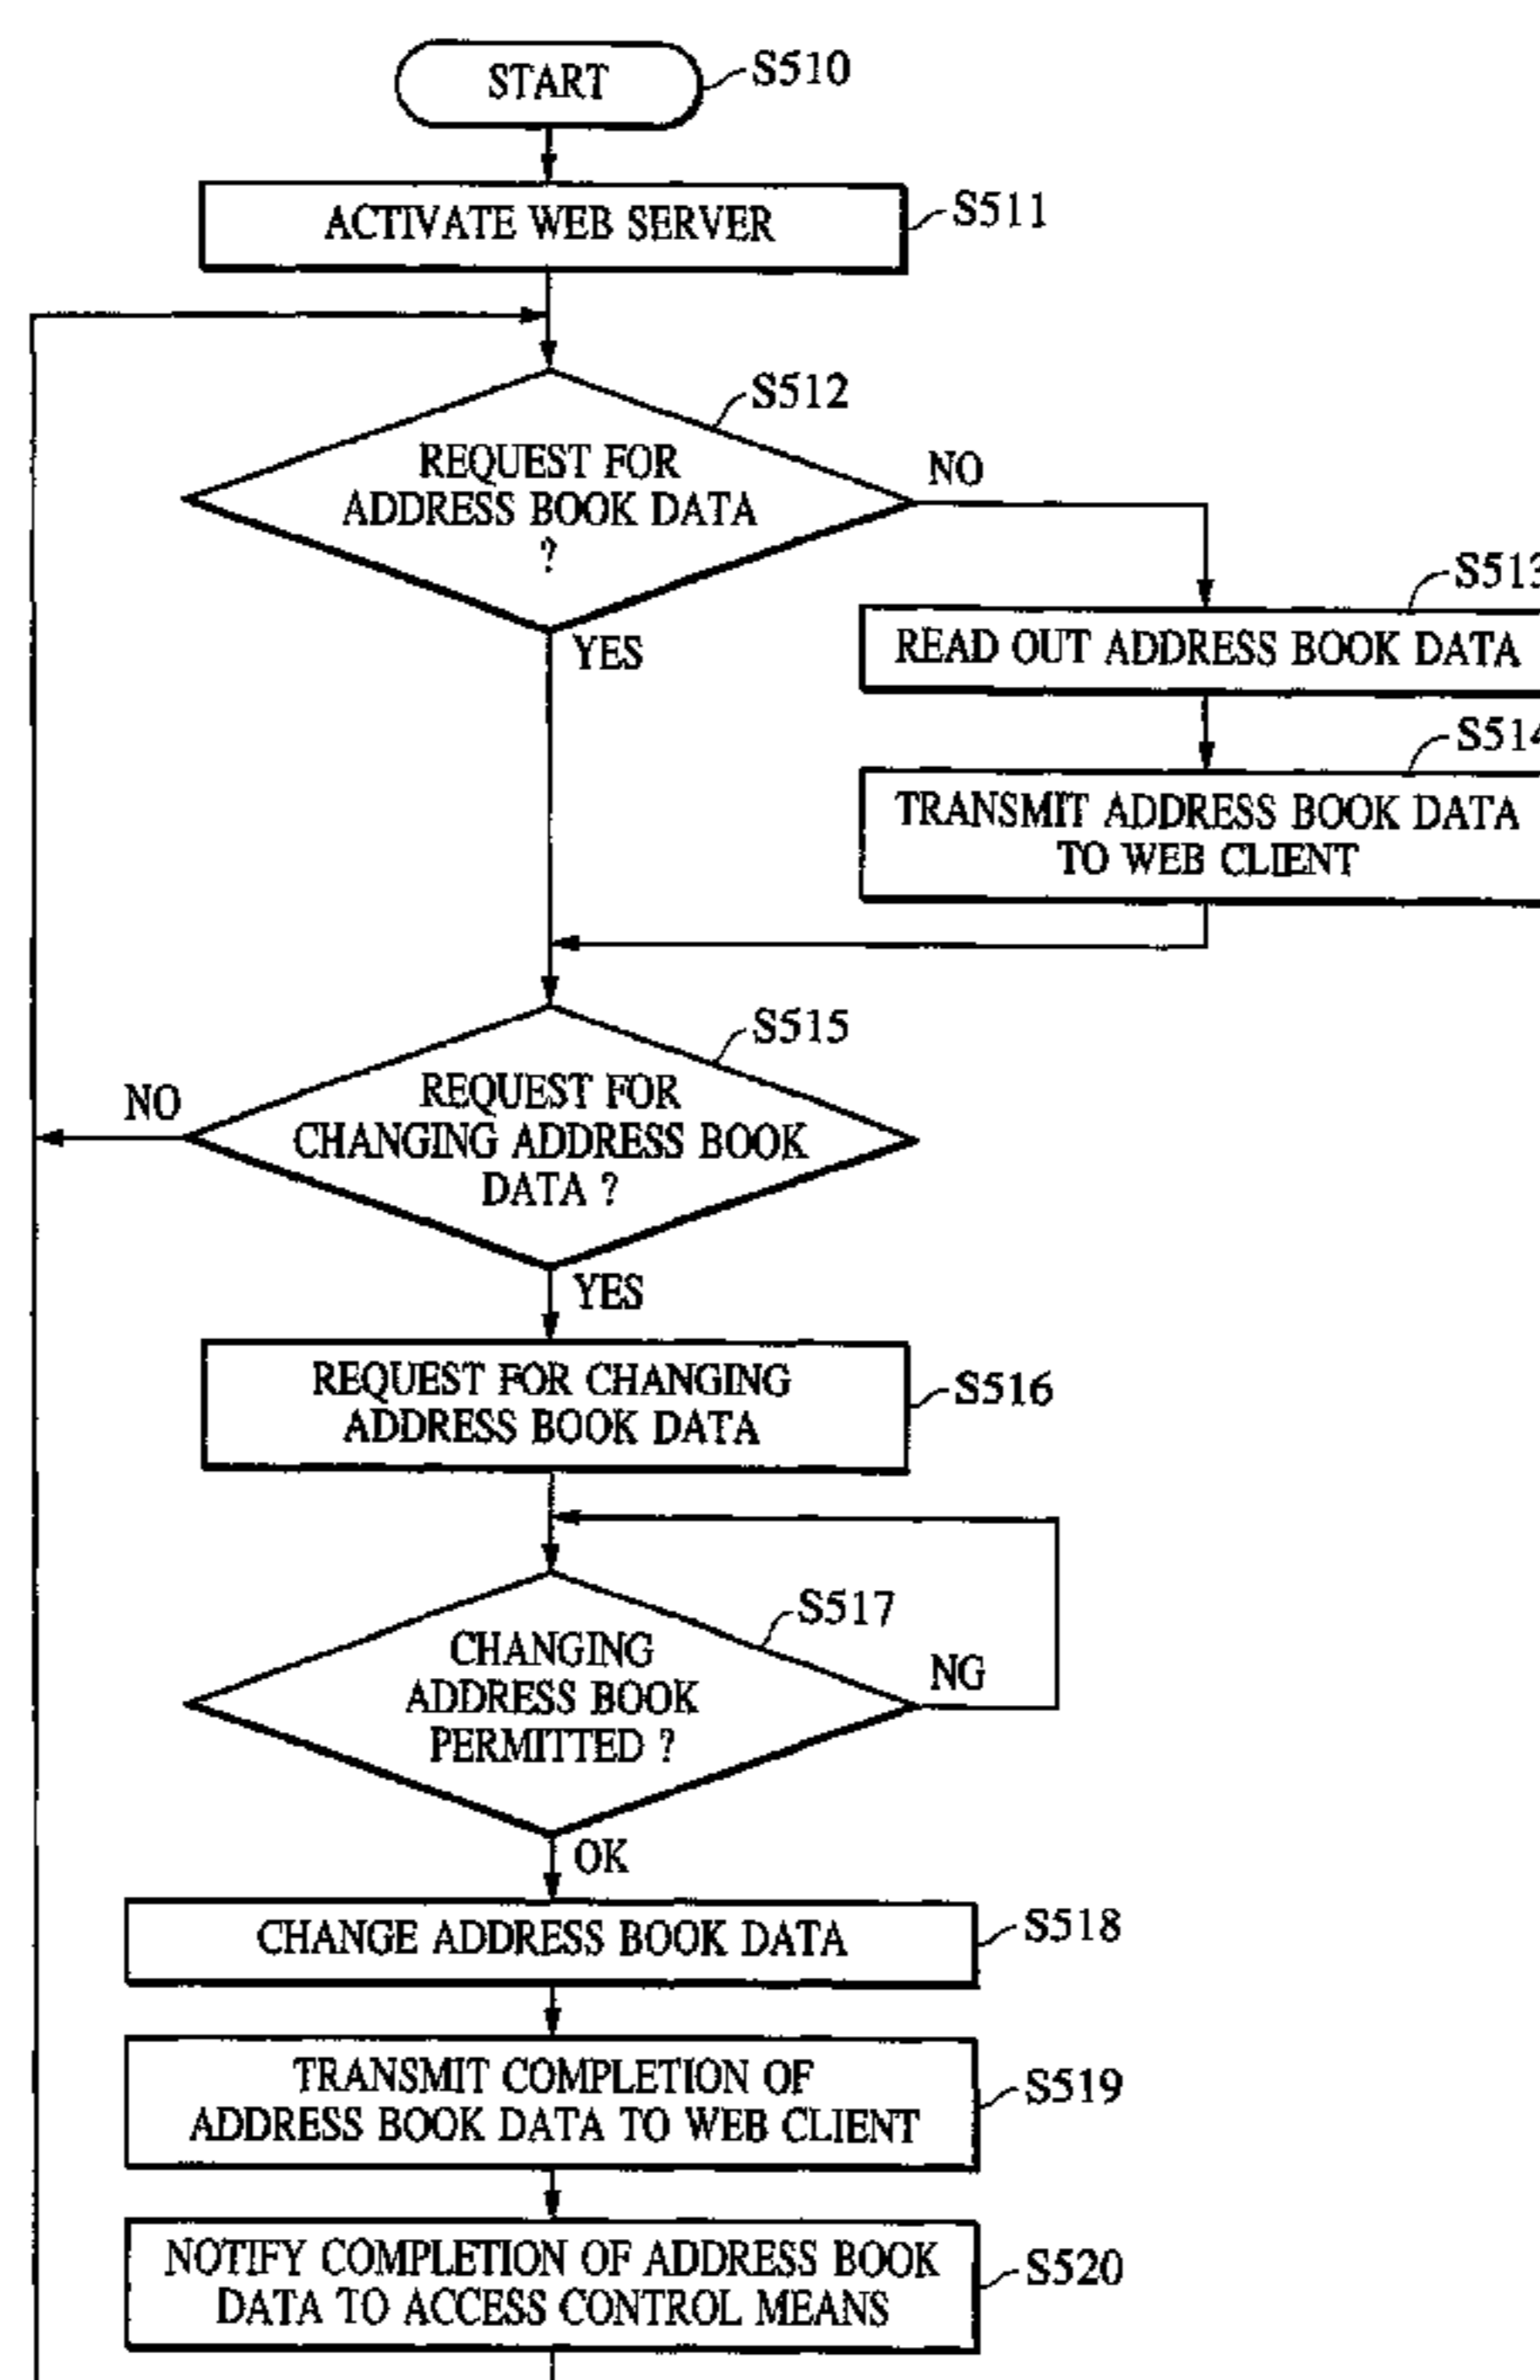 START
S510
ACTIVATE WEB SERVER
S511
S512
REQUEST FOR
ADDRESS BOOK DATA
?
NO
YES
S513
READ OUT ADDRESS BOOK DATA
S514
TRANSMIT ADDRESS BOOK DATA
TO WEB CLIENT
S515
REQUEST FOR
CHANGING ADDRESS BOOK
DATA ?
NO
YES
REQUEST FOR CHANGING
ADDRESS BOOK DATA
S516
S517
CHANGING
ADDRESS BOOK
PERMITTED ?
NG
OK
CHANGE ADDRESS BOOK DATA
S518
TRANSMIT COMPLETION OF
ADDRESS BOOK DATA TO WEB CLIENT
S519
NOTIFY COMPLETION OF ADDRESS BOOK
DATA TO ACCESS CONTROL MEANS
S520